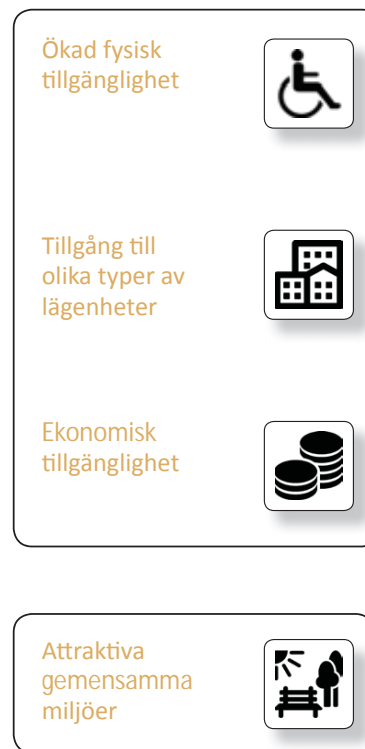 Ökad fysisk
tillgänglighet
Tillgång till
olika typer av
lägenheter
Ekonomisk
tillgänglighet
Attraktiva
gemensamma
miljöer